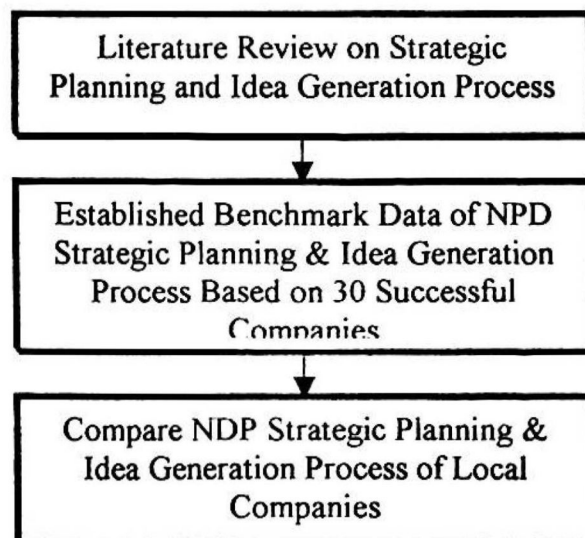 Literature Review on Strategic
Planning and Idea Generation Process
Established Benchmark Data of NPD
Strategic Planning & Idea Generation
Process Based on 30 Successful
Companies
Compare NDP Strategic Planning &
Idea Generation Process of Local
Companies